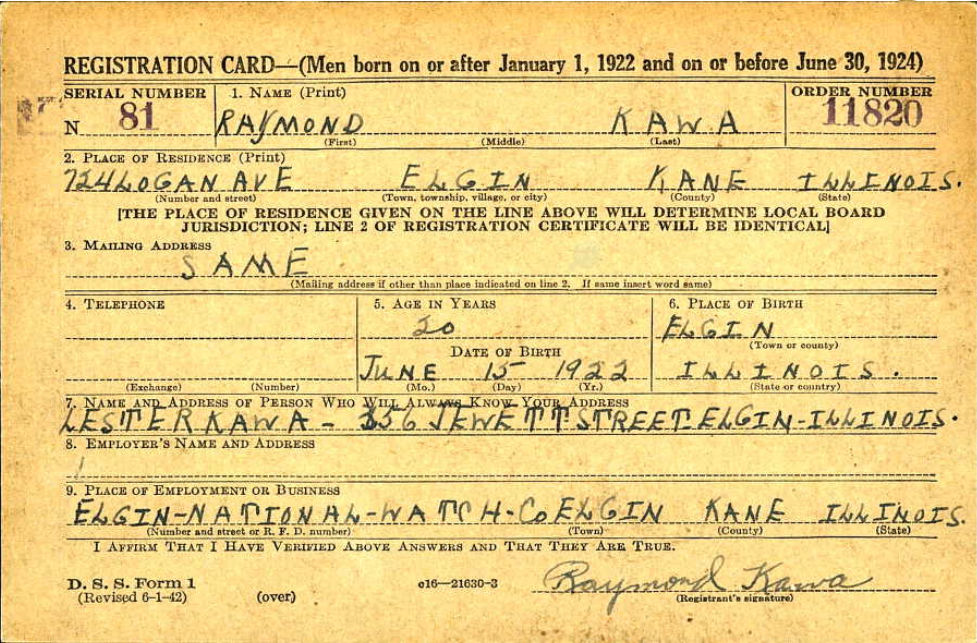 REGISTRATION CARD—(Men born on or after January 1, 1922 and on or before June 30, 1924)
SERIAL NUMBER 1. NAME (Print) ORDER NUMBER
N 81 RAYMOND KAWA 11820
(First) (Middle) (Last)
2. PLACE OF RESIDENCE (Print)
724 LOGAN AVE ELGIN KANE ILLINOIS.
(Number and street) (Town, township, village, or city) (County) (State)
[THE PLACE OF RESIDENCE GIVEN ON THE LINE ABOVE WILL DETERMINE LOCAL BOARD
JURISDICTION; LINE 2 OF REGISTRATION CERTIFICATE WILL BE IDENTICAL]
3. MAILING ADDRESS
SAME
(Mailing address if other than place indicated on line 2. If same insert word same)
4. TELEPHONE 5. AGE IN YEARS 6. PLACE OF BIRTH
20 ELGIN
DATE OF BIRTH (Town or county)
JUNE 15 1922 ILLINOIS.
(Exchange) (Number) (Mo.) (Day) (Yr.) (State or country)
7. NAME AND ADDRESS OF PERSON WHO WILL ALWAYS KNOW YOUR ADDRESS
LESTER KAWA - 356 JEWETT STREET ELGIN-ILLINOIS.
8. EMPLOYER'S NAME AND ADDRESS
9. PLACE OF EMPLOYMENT OR BUSINESS
ELGIN-NATIONAL-WATCH-CO ELGIN KANE ILLINOIS.
(Number and street or R. F. D. number) (Town) (County) (State)
I AFFIRM THAT I HAVE VERIFIED ABOVE ANSWERS AND THAT THEY ARE TRUE.
D. S. S. Form 1 c16—21630-3 Raymond Kawa
(Revised 6-1-42) (over) (Registrant's signature)